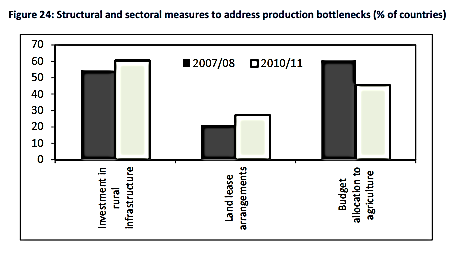 Figure 24: Structural and sectoral measures to address production bottlenecks (% of countries)
70
60
50
40
30
20
10
0
2007/08 2010/11
Investment in
rural
Infrastructure
Land lease
arrangements
Budget
allocation to
agriculture